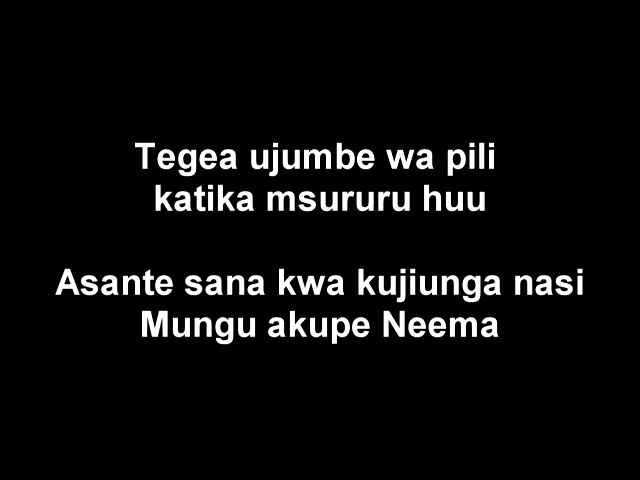 Tegea ujumbe wa pili
katika msururu huu
Asante sana kwa kujiunga nasi
Mungu akupe Neema